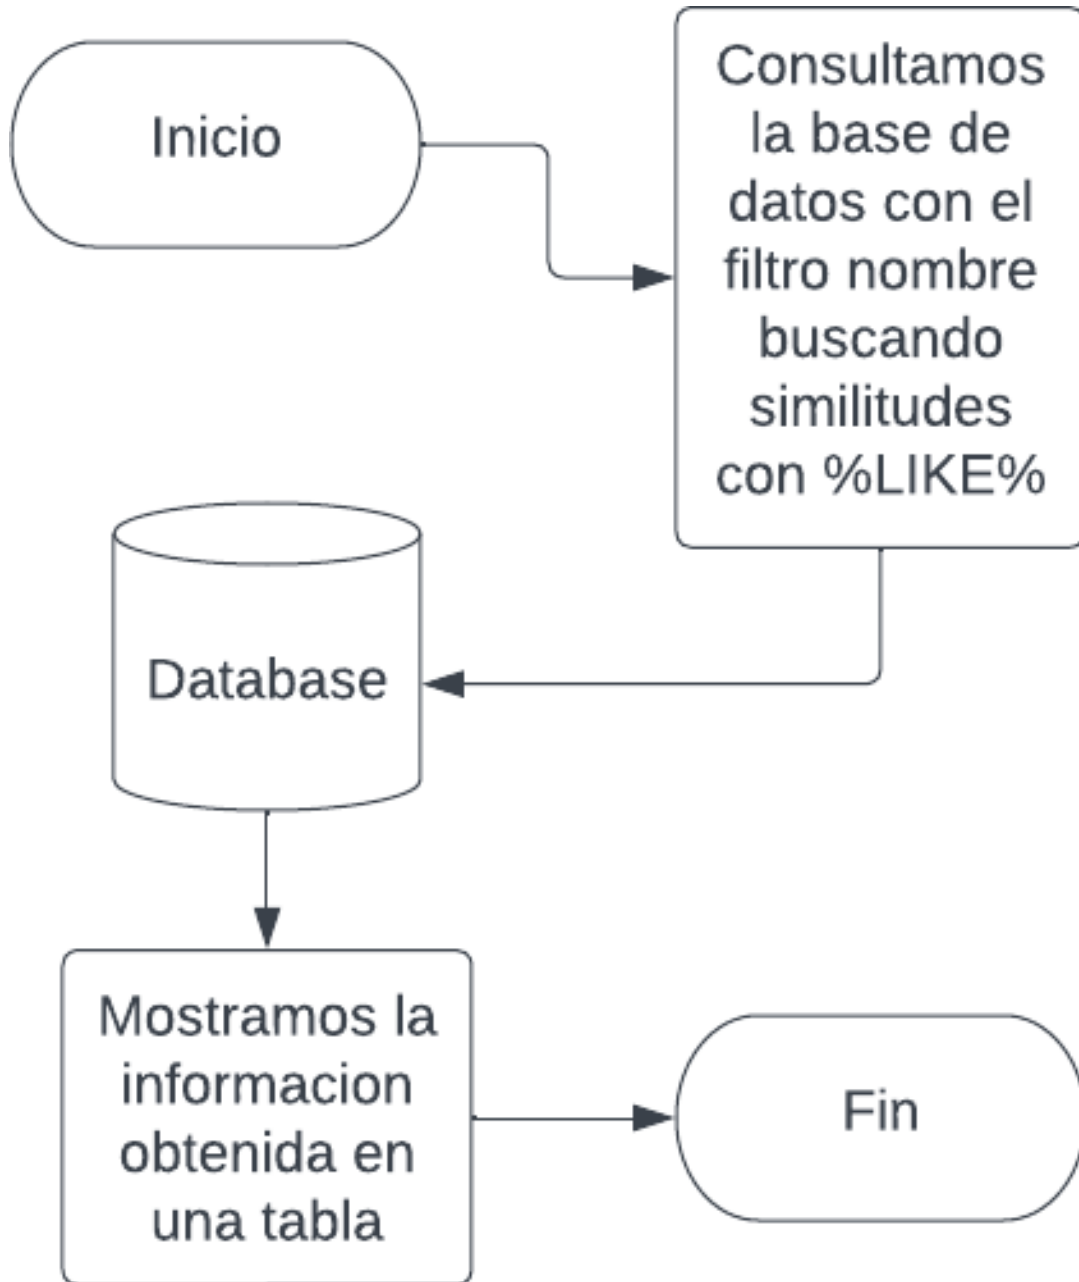 Inicio
Consultamos
la base de
datos con el
filtro nombre
buscando
similitudes
con %LIKE%
Database
Mostramos la
informacion
obtenida en
una tabla
Fin